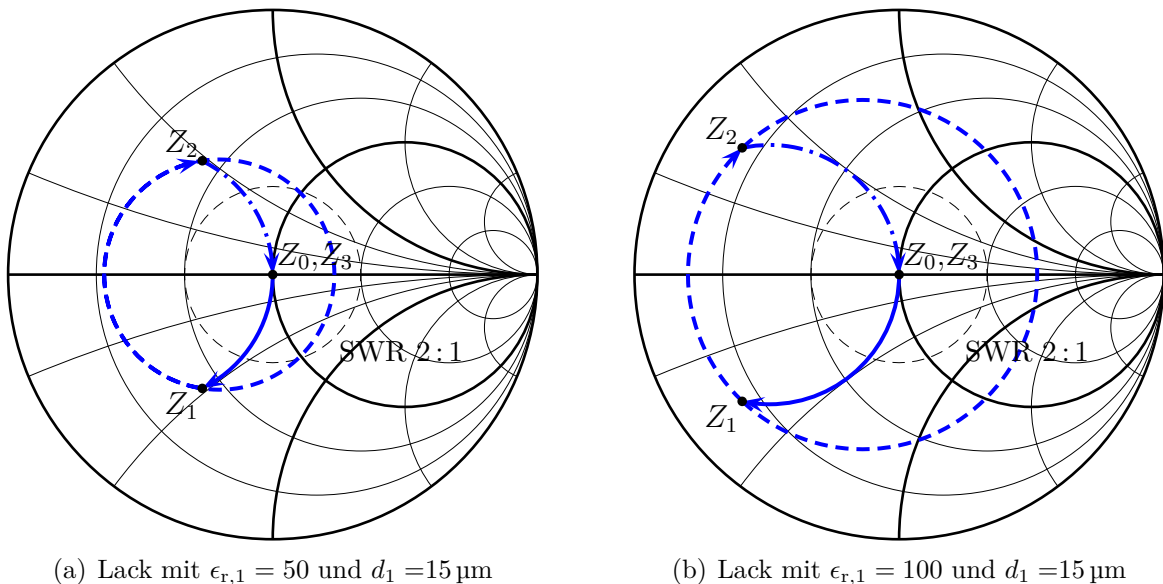 Z₂
Z₀,Z₃
SWR 2:1
Z₁
(a) Lack mit ϵr,1 = 50 und d₁ =15 µm
Z₂
Z₀,Z₃
SWR 2:1
Z₁
(b) Lack mit ϵr,1 = 100 und d₁ =15 µm